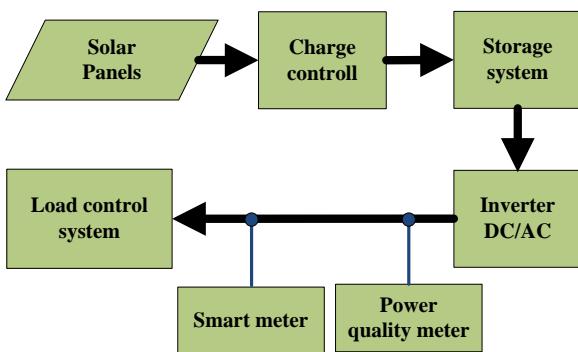 Solar
Panels
Charge
controll
Storage
system
Load control
system
Inverter
DC/AC
Smart meter
Power
quality meter